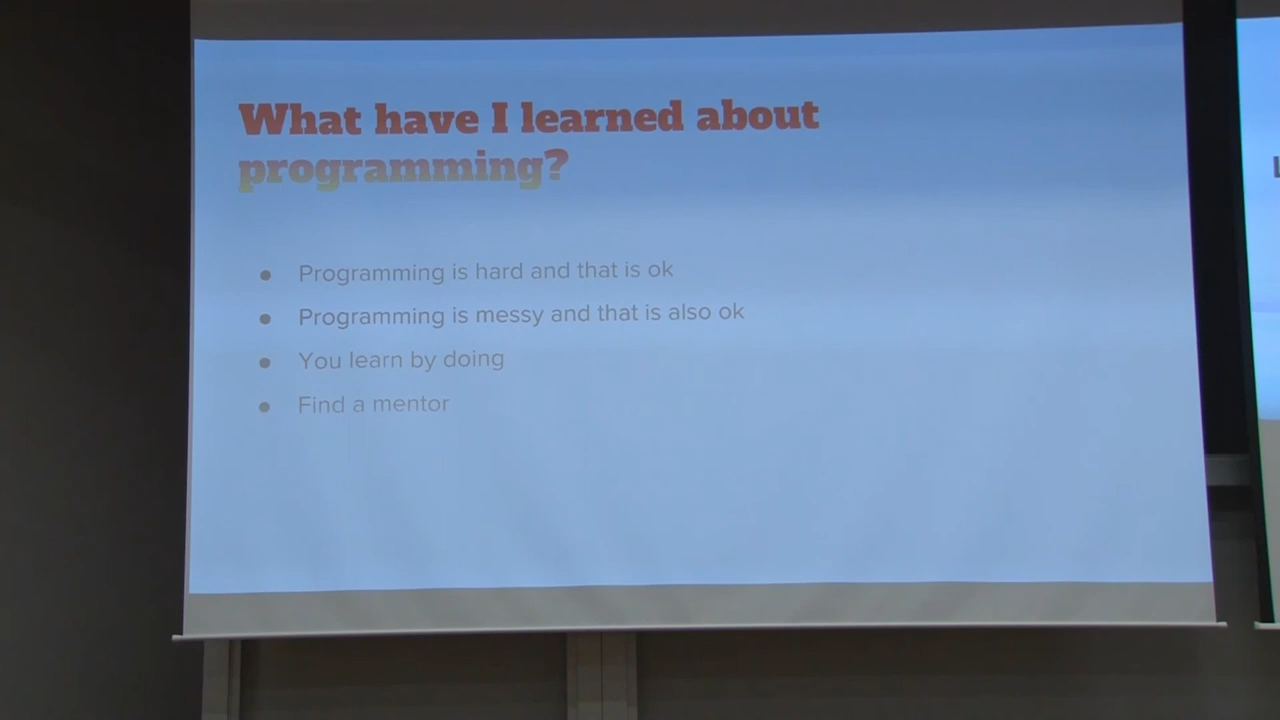 What have I learned about
programming?
● Programming is hard and that is ok
● Programming is messy and that is also ok
● You learn by doing
● Find a mentor